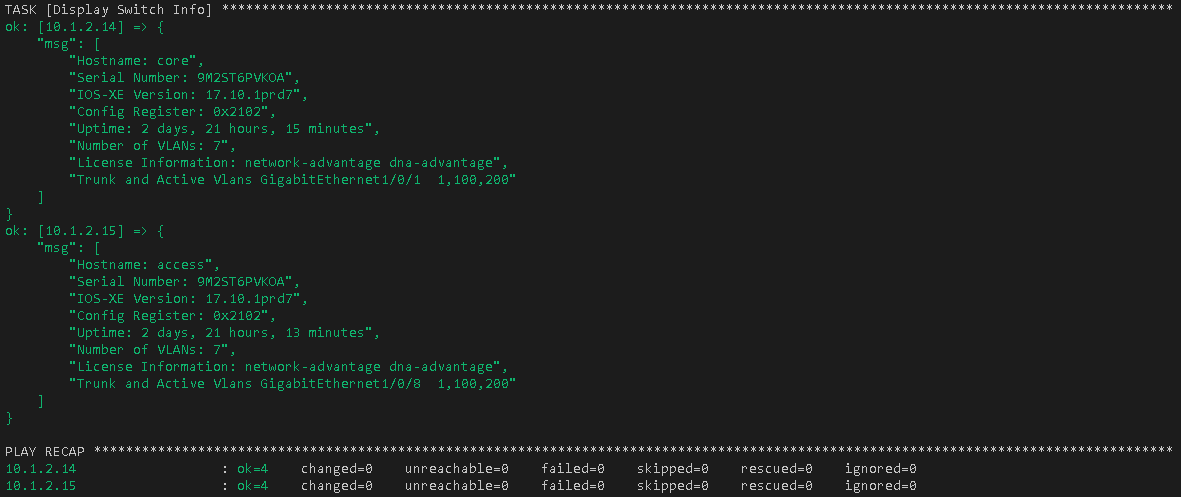 TASK [Display Switch Info] ***********************************************************************************************************************
ok: [10.1.2.14] => {
    "msg": [
        "Hostname: core",
        "Serial Number: 9M2ST6PVKOA",
        "IOS-XE Version: 17.10.1prd7",
        "Config Register: 0x2102",
        "Uptime: 2 days, 21 hours, 15 minutes",
        "Number of VLANs: 7",
        "License Information: network-advantage dna-advantage",
        "Trunk and Active Vlans GigabitEthernet1/0/1  1,100,200"
    ]
}
ok: [10.1.2.15] => {
    "msg": [
        "Hostname: access",
        "Serial Number: 9M2ST6PVKOA",
        "IOS-XE Version: 17.10.1prd7",
        "Config Register: 0x2102",
        "Uptime: 2 days, 21 hours, 13 minutes",
        "Number of VLANs: 7",
        "License Information: network-advantage dna-advantage",
        "Trunk and Active Vlans GigabitEthernet1/0/8  1,100,200"
    ]
}
PLAY RECAP ***************************************************************************************************************************************
10.1.2.14                  : ok=4    changed=0    unreachable=0    failed=0    skipped=0    rescued=0    ignored=0
10.1.2.15                  : ok=4    changed=0    unreachable=0    failed=0    skipped=0    rescued=0    ignored=0